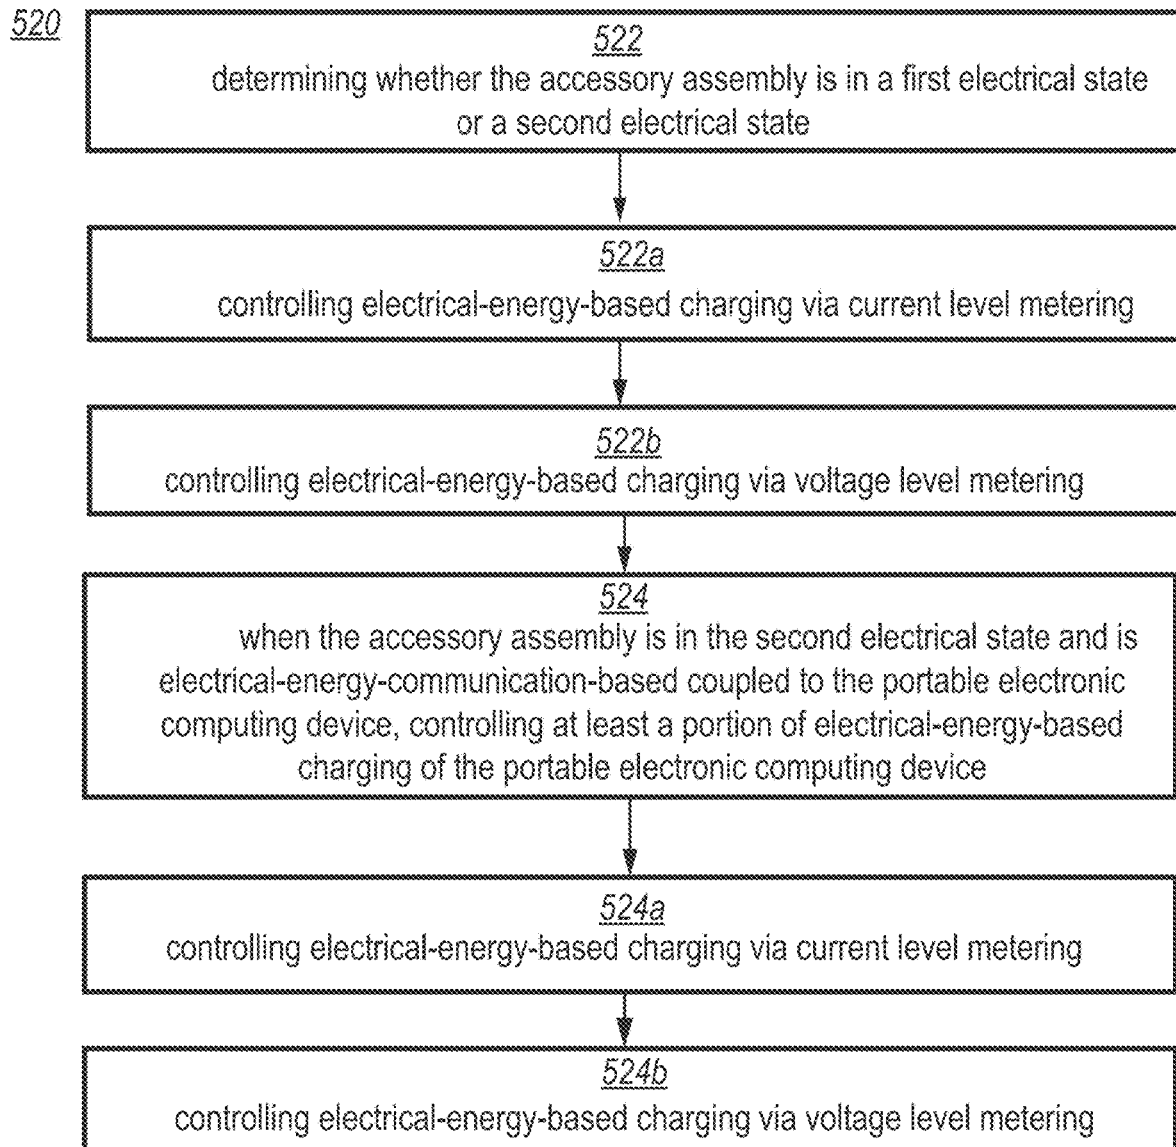 520
522
determining whether the accessory assembly is in a first electrical state
or a second electrical state
522a
controlling electrical-energy-based charging via current level metering
522b
controlling electrical-energy-based charging via voltage level metering
524
when the accessory assembly is in the second electrical state and is
electrical-energy-communication-based coupled to the portable electronic
computing device, controlling at least a portion of electrical-energy-based
charging of the portable electronic computing device
524a
controlling electrical-energy-based charging via current level metering
524b
controlling electrical-energy-based charging via voltage level metering